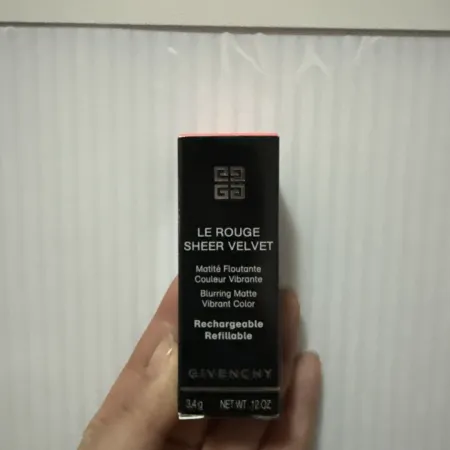 LE ROUGE
SHEER VELVET
Matité Floutante
Couleur Vibrante
Blurring Matte
Vibrant Color
Rechargeable
Refillable
GIVENCHY
3.4g NET WT. .12 OZ